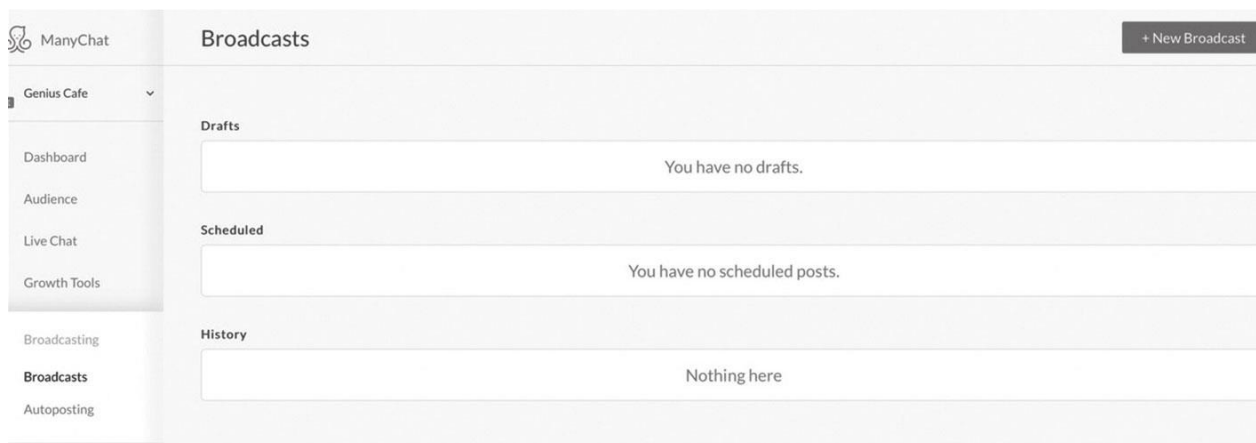 ManyChat
Genius Cafe
Dashboard
Audience
Live Chat
Growth Tools
Broadcasting
Broadcasts
Autoposting
Broadcasts
+ New Broadcast
Drafts
You have no drafts.
Scheduled
You have no scheduled posts.
History
Nothing here